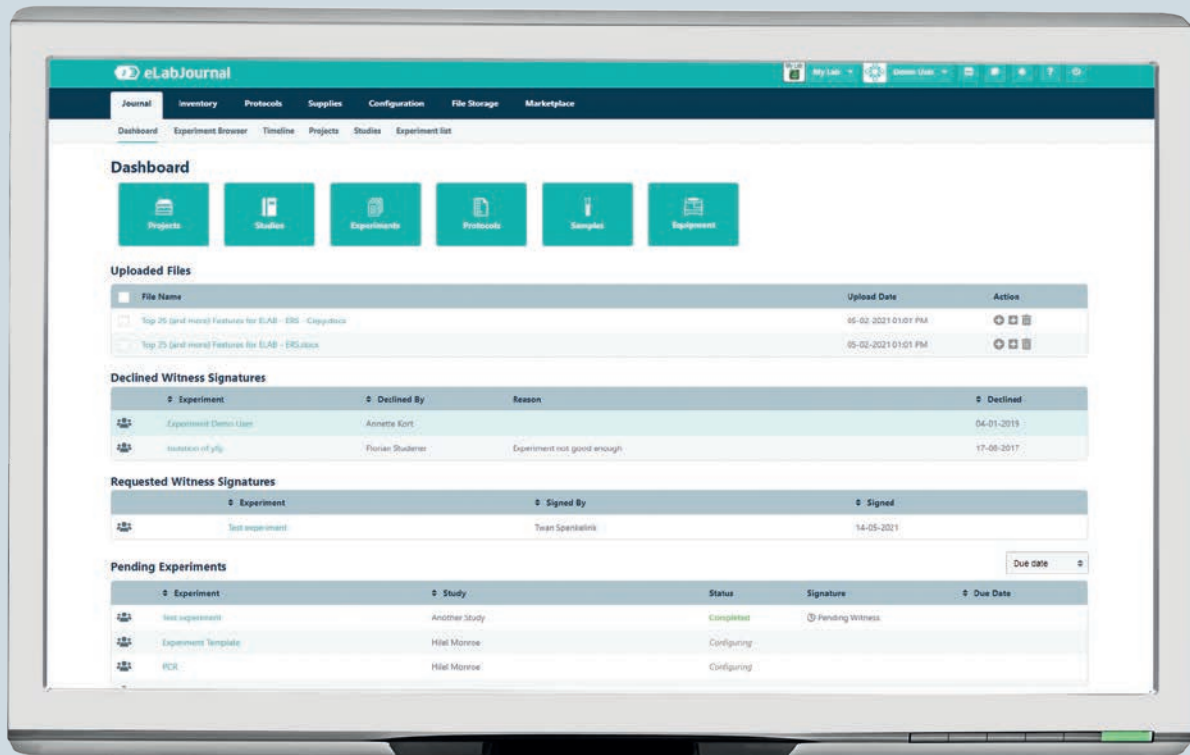 eLabJournal My Lab Demo User ?
Journal Inventory Protocols Supplies Configuration File Storage Marketplace
Dashboard Experiment Browser Timeline Projects Studies Experiment list
Dashboard
Projects Studies Experiments Protocols Samples Equipment
Uploaded Files
File Name Upload Date Action
Top 25 (and more) Features for ELAB - ERS - Copy.docx 05-02-2021 01:01 PM
Top 25 (and more) Features for ELAB - ERS.docx 05-02-2021 01:01 PM
Declined Witness Signatures
Experiment Declined By Reason Declined
Experiment Demo User Annette Kort 04-01-2019
Isolation of yfp Florian Studener Experiment not good enough 17-08-2017
Requested Witness Signatures
Experiment Signed By Signed
Test experiment Twan Spenkelink 14-05-2021
Pending Experiments Due date
Experiment Study Status Signature Due Date
Test experiment Another Study Completed Pending Witness
Experiment Template Hilel Monroe Configuring
PCR Hilel Monroe Configuring